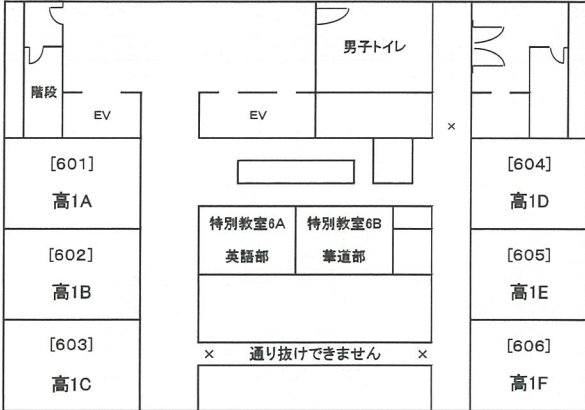 男子トイレ
階段
EV
EV
×
[601]
高1A
[604]
高1D
特別教室6A
英語部
特別教室6B
華道部
[602]
高1B
[605]
高1E
[603]
高1C
× 通り抜けできません ×
[606]
高1F